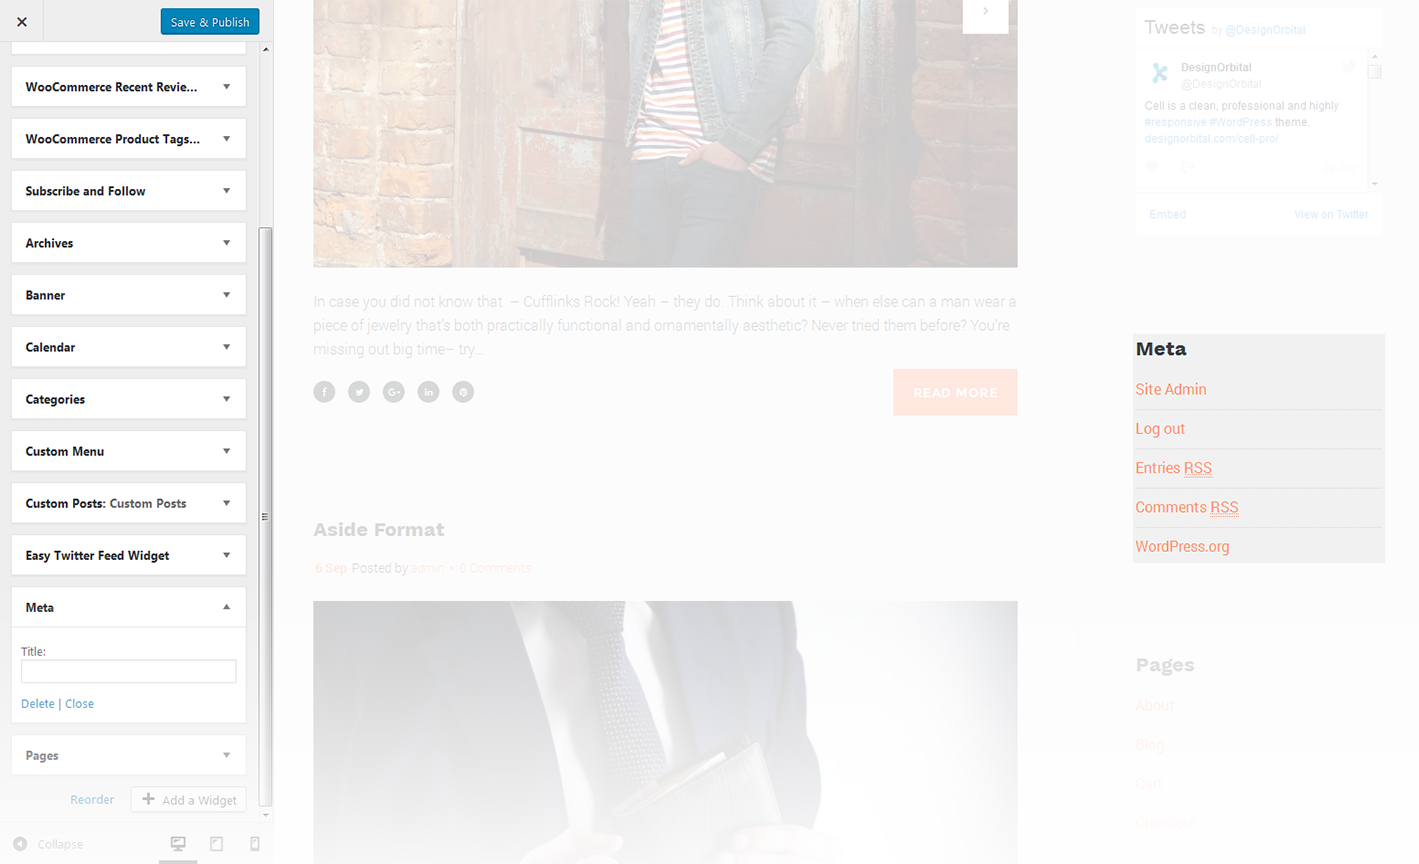 Save & Publish
WooCommerce Recent Revie...
WooCommerce Product Tags...
Subscribe and Follow
Archives
Banner
Calendar
Categories
Custom Menu
Custom Posts: Custom Posts
Easy Twitter Feed Widget
Meta
Title:
Delete | Close
Pages
Reorder
Add a Widget
Collapse
In case you did not know that – Cufflinks Rock! Yeah – they do. Think about it – when else can a man wear a
piece of jewelry that's both practically functional and ornamentally aesthetic? Never tried them before? You're
missing out big time– try...
READ MORE
Aside Format
6 Sep Posted by admin • 0 Comments
Tweets by @DesignOrbital
DesignOrbital
@DesignOrbital
Cell is a clean, professional and highly
#responsive #WordPress theme.
designorbital.com/cell-pro/
Embed
View on Twitter
Meta
Site Admin
Log out
Entries RSS
Comments RSS
WordPress.org
Pages
About
Blog
Cart
Checkout